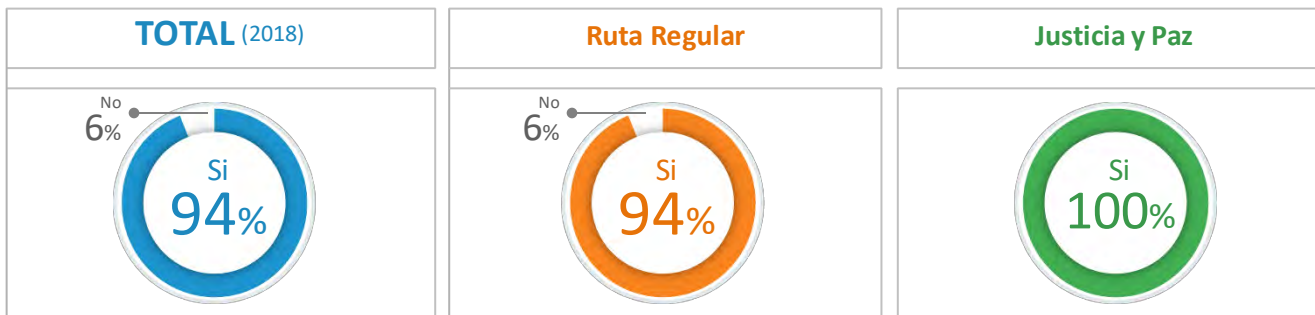 TOTAL (2018)
Ruta Regular
Justicia y Paz
No
6%
Si
94%
No
6%
Si
94%
Si
100%